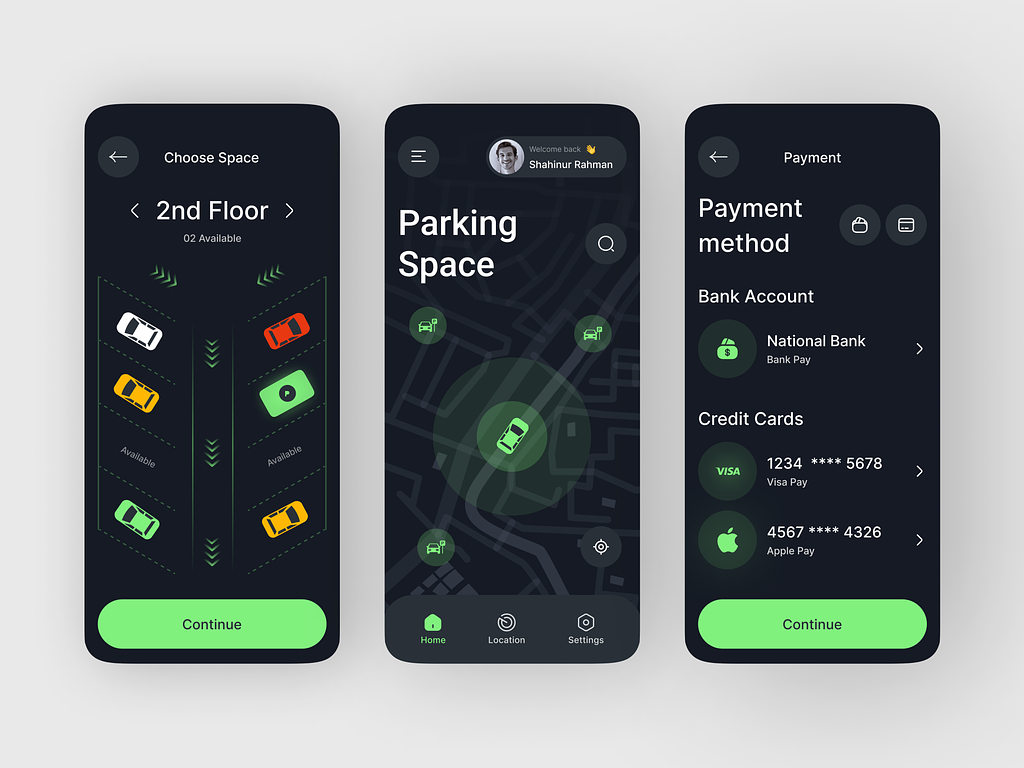 Choose Space
2nd Floor
02 Available
P
Available
Available
Continue
Welcome back 👋
Shahinur Rahman
Parking
Space
P
P
P
Home
Location
Settings
Payment
Payment
method
Bank Account
$
National Bank
Bank Pay
Credit Cards
VISA
1234 **** 5678
Visa Pay
4567 **** 4326
Apple Pay
Continue